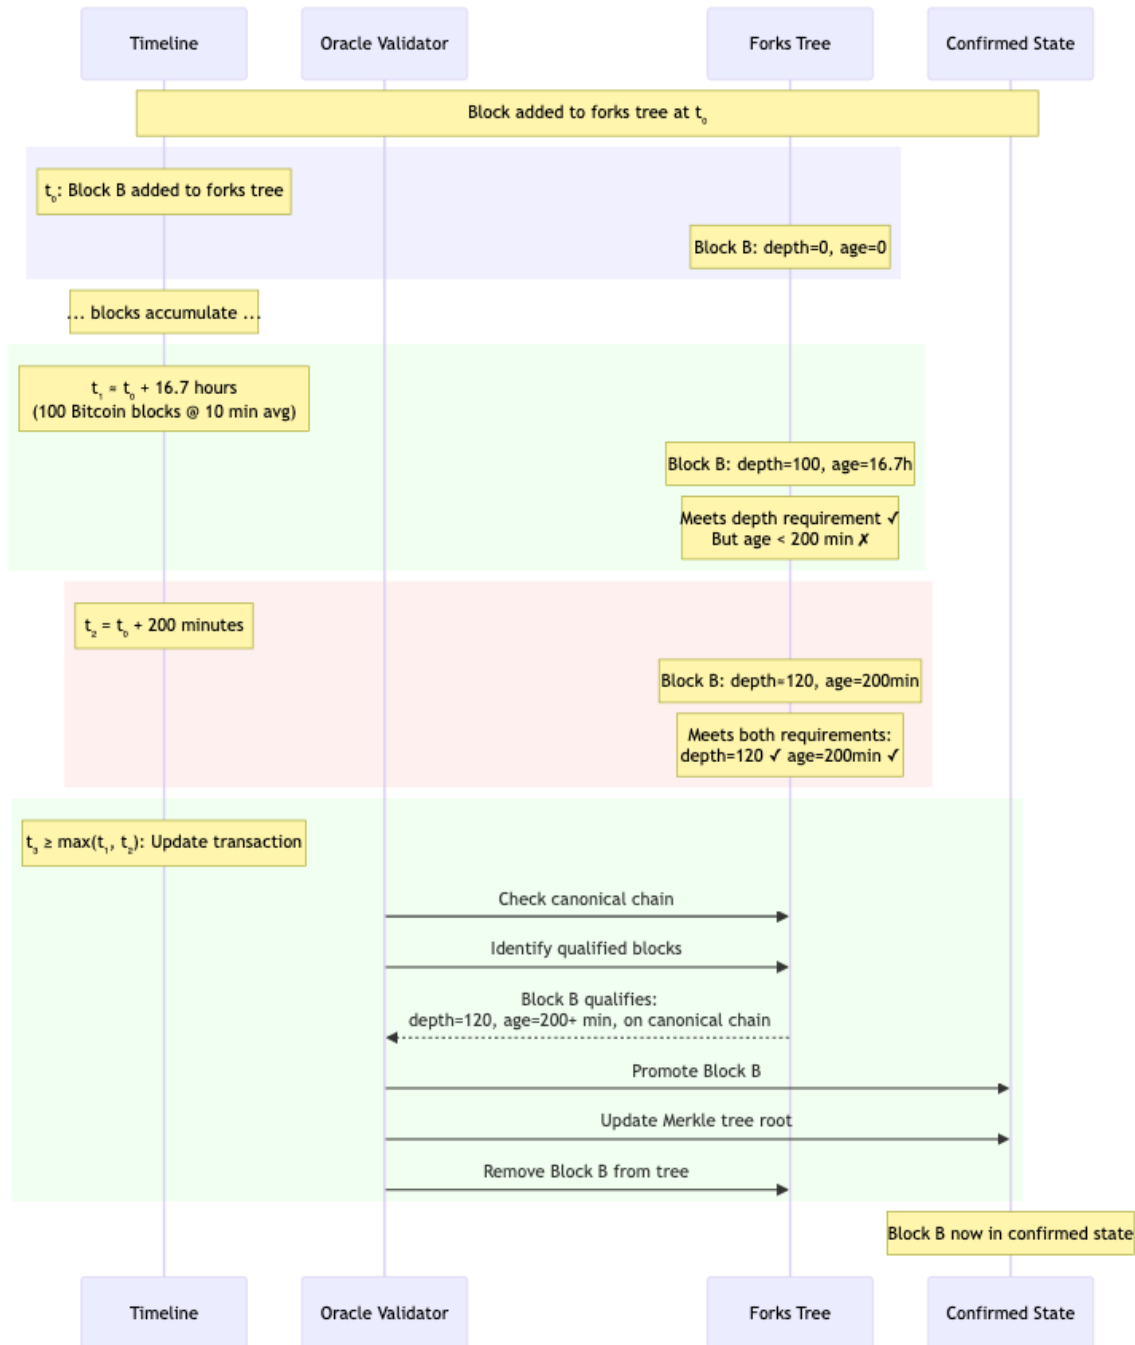 Timeline
Oracle Validator
Forks Tree
Confirmed State
Block added to forks tree at t₀
t₀: Block B added to forks tree
Block B: depth=0, age=0
... blocks accumulate ...
t₁ = t₀ + 16.7 hours
(100 Bitcoin blocks @ 10 min avg)
Block B: depth=100, age=16.7h
Meets depth requirement ✓
But age < 200 min ✗
t₂ = t₀ + 200 minutes
Block B: depth=120, age=200min
Meets both requirements:
depth=120 ✓ age=200min ✓
t₃ ≥ max(t₁, t₂): Update transaction
Check canonical chain
Identify qualified blocks
Block B qualifies:
depth=120, age=200+ min, on canonical chain
Promote Block B
Update Merkle tree root
Remove Block B from tree
Block B now in confirmed state
Timeline
Oracle Validator
Forks Tree
Confirmed State